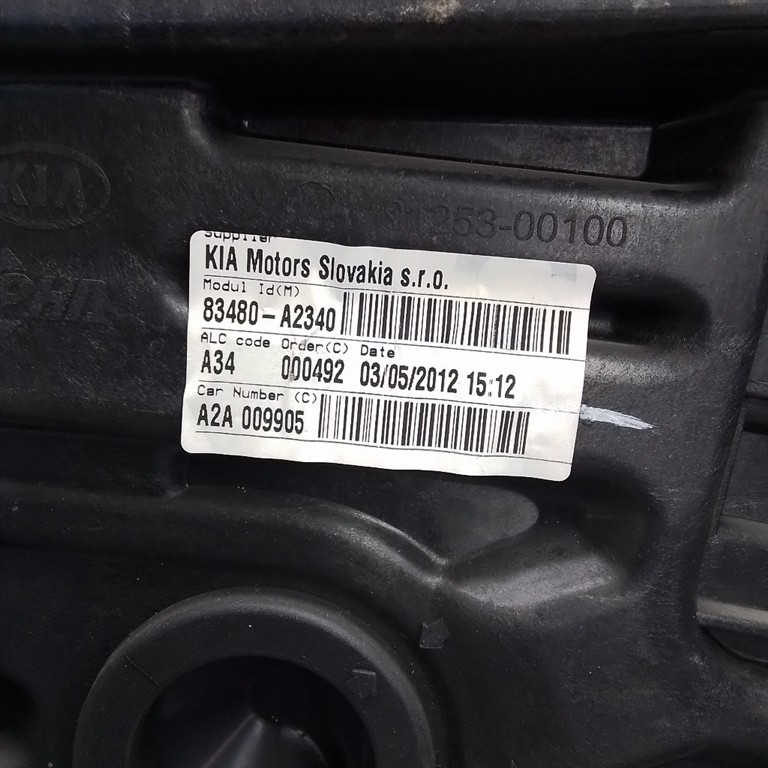 KIA
253-00100
Supplier
KIA Motors Slovakia s.r.o.
Modul Id(M)
83480-A2340
ALC code Order(C) Date
A34 000492 03/05/2012 15:12
Car Number (C)
A2A 009905